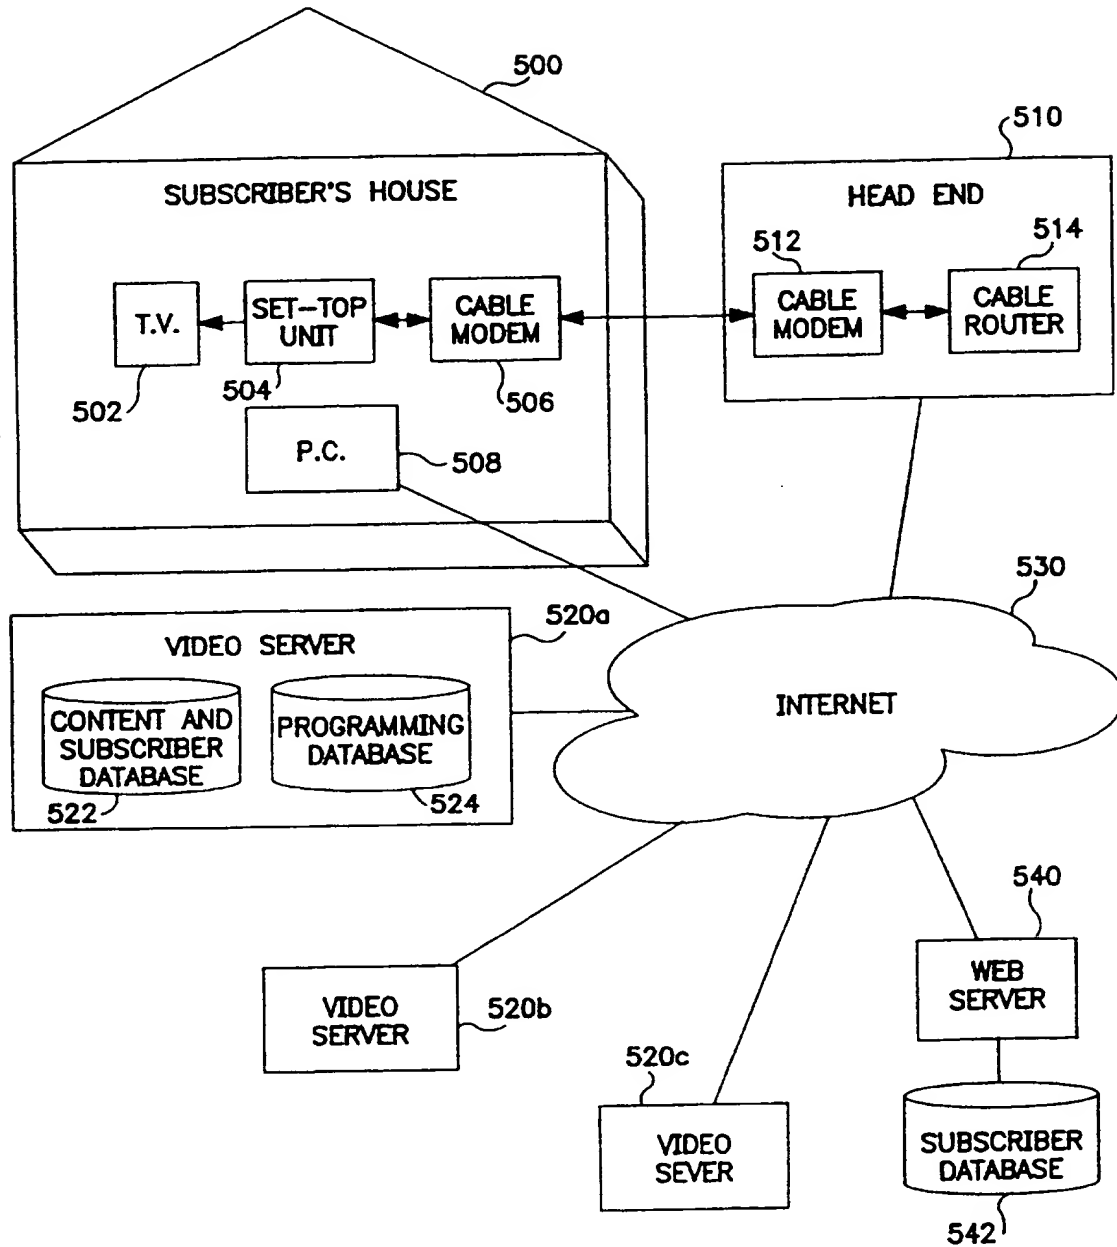 500
510
SUBSCRIBER'S HOUSE
HEAD END
512
514
T.V.
SET-TOP
UNIT
CABLE
MODEM
CABLE
MODEM
CABLE
ROUTER
502
504
506
P.C.
508
530
520a
VIDEO SERVER
CONTENT AND
SUBSCRIBER
DATABASE
PROGRAMMING
DATABASE
INTERNET
522
524
540
WEB
SERVER
VIDEO
SERVER
520b
520c
VIDEO
SEVER
SUBSCRIBER
DATABASE
542